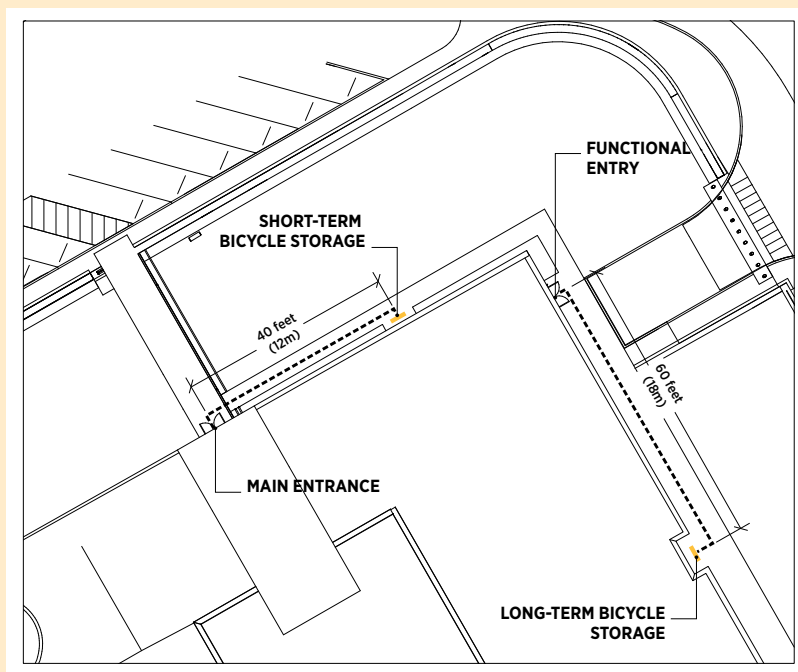 FUNCTIONAL
ENTRY
SHORT-TERM
BICYCLE STORAGE
40 feet
(12m)
60 feet
(18m)
MAIN ENTRANCE
LONG-TERM BICYCLE
STORAGE